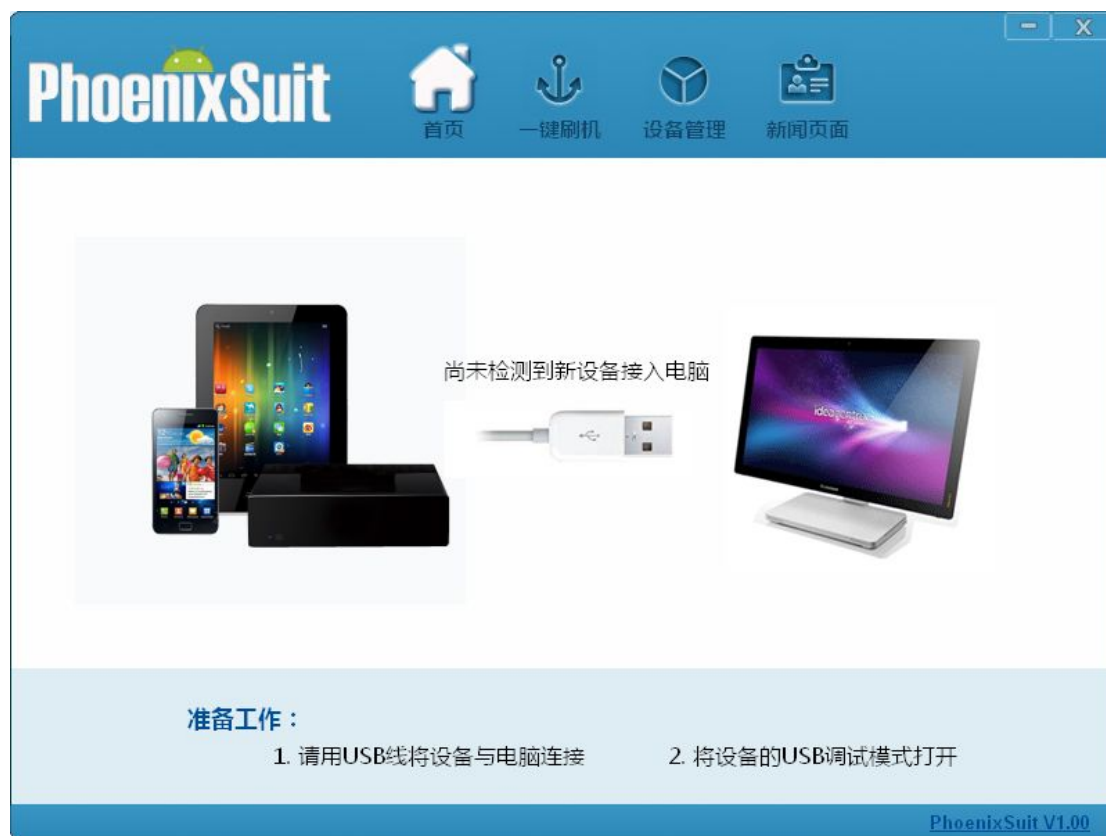 PhoenixSuit
首页
一键刷机
设备管理
新闻页面
尚未检测到新设备接入电脑
准备工作：
1. 请用USB线将设备与电脑连接
2. 将设备的USB调试模式打开
PhoenixSuit V1.00